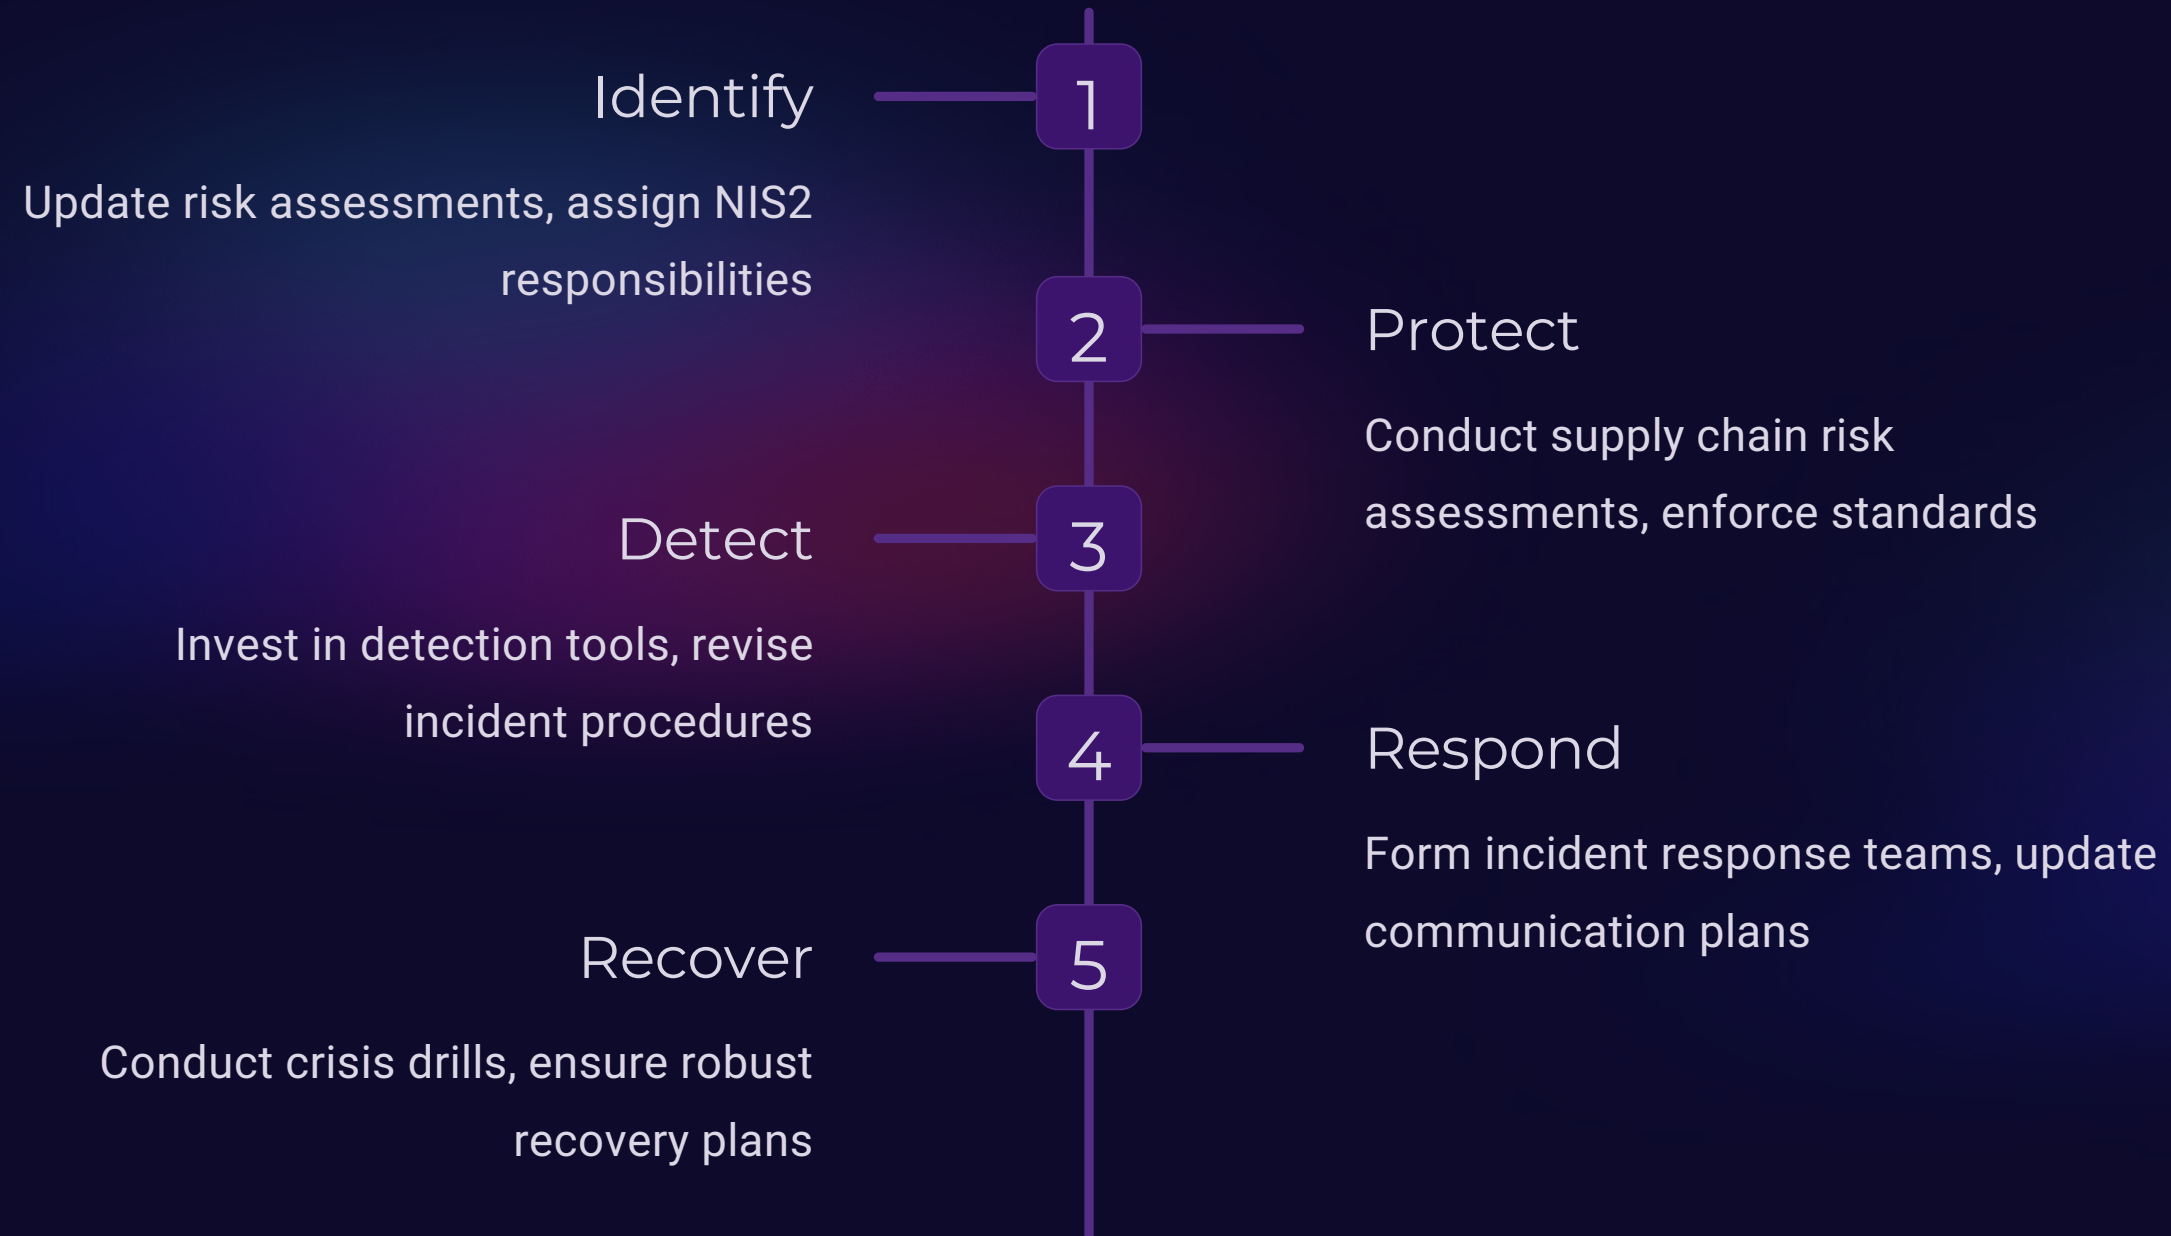 1
Identify
Update risk assessments, assign NIS2
responsibilities
2
Protect
Conduct supply chain risk
assessments, enforce standards
3
Detect
Invest in detection tools, revise
incident procedures
4
Respond
Form incident response teams, update
communication plans
5
Recover
Conduct crisis drills, ensure robust
recovery plans